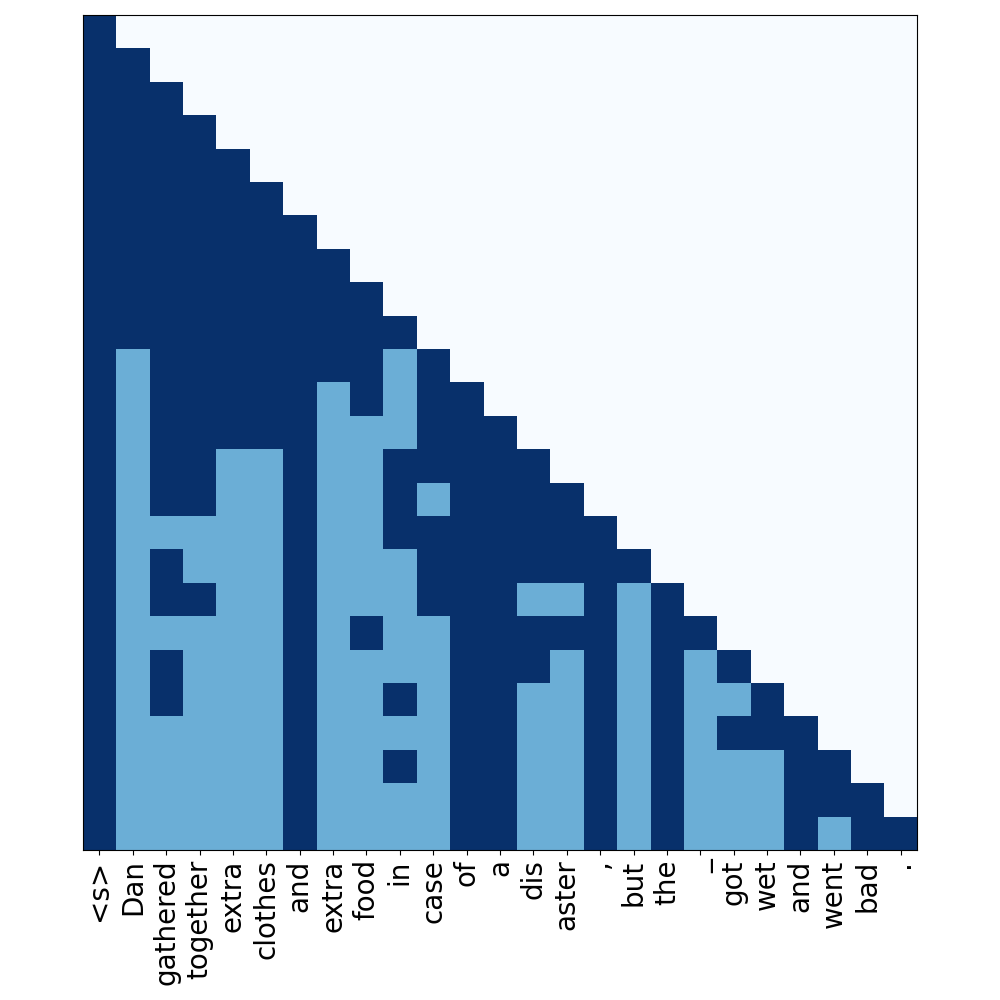 <s> Dan gathered together extra clothes and extra food in case of a dis aster , but the _ got wet and went bad .